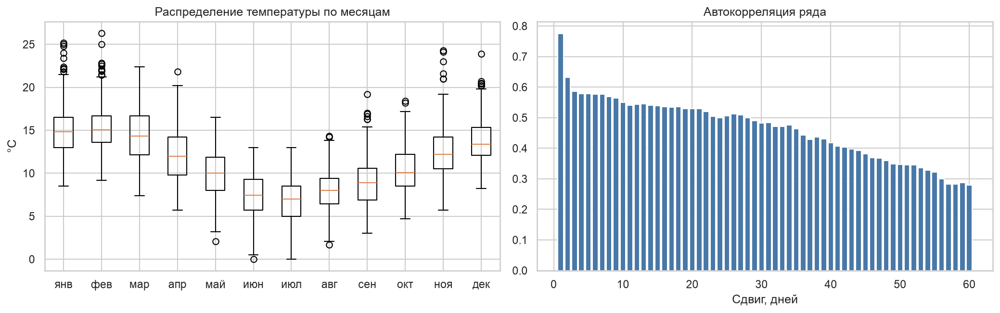 Распределение температуры по месяцам
°C
25
20
15
10
5
0
янв фев мар апр май июн июл авг сен окт ноя дек
Автокорреляция ряда
0.8
0.7
0.6
0.5
0.4
0.3
0.2
0.1
0.0
0 10 20 30 40 50 60
Сдвиг, дней